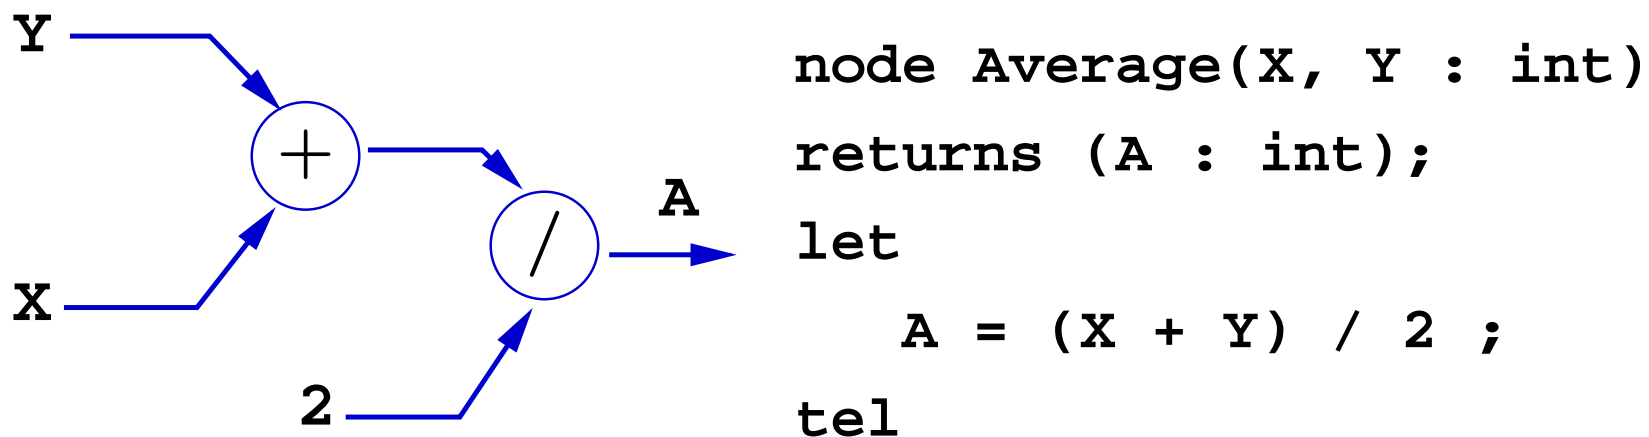 Y
+
X
/
2
A
node Average(X, Y : int)
returns (A : int);
let
A = (X + Y) / 2 ;
tel